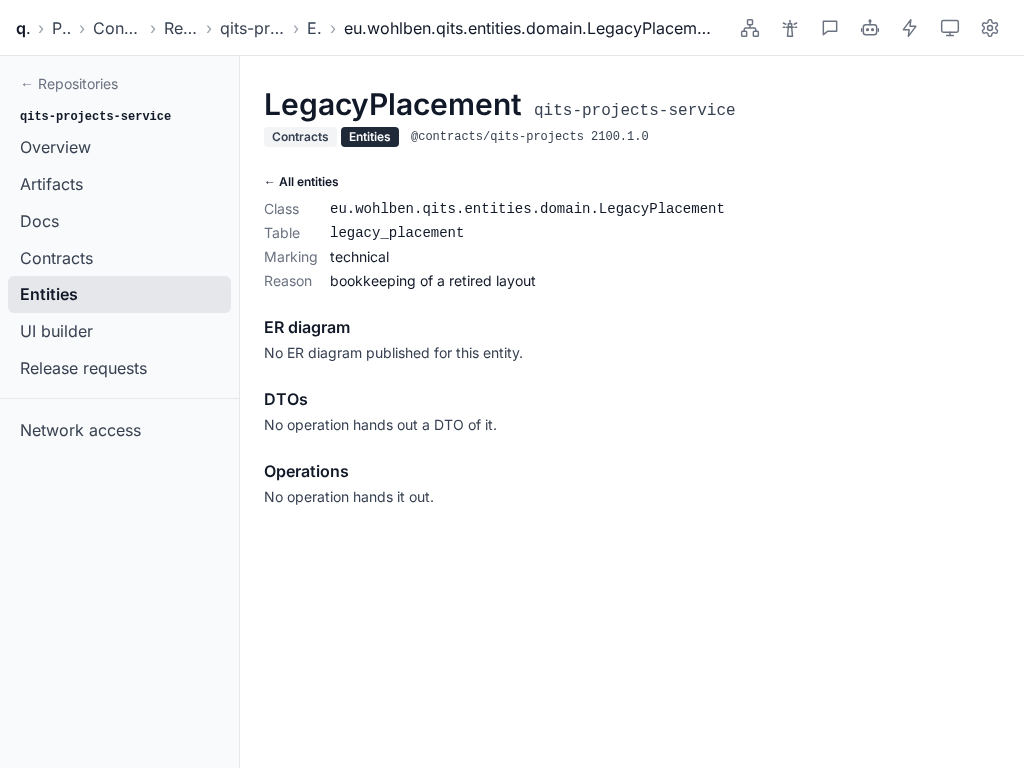 q. › P.. › Con... › Re... › qits-pr... › E. › eu.wohlben.qits.entities.domain.LegacyPlacem...
← Repositories
qits-projects-service
Overview
Artifacts
Docs
Contracts
Entities
UI builder
Release requests
Network access
LegacyPlacement qits-projects-service
Contracts Entities @contracts/qits-projects 2100.1.0
← All entities
Class eu.wohlben.qits.entities.domain.LegacyPlacement
Table legacy_placement
Marking technical
Reason bookkeeping of a retired layout
ER diagram
No ER diagram published for this entity.
DTOs
No operation hands out a DTO of it.
Operations
No operation hands it out.